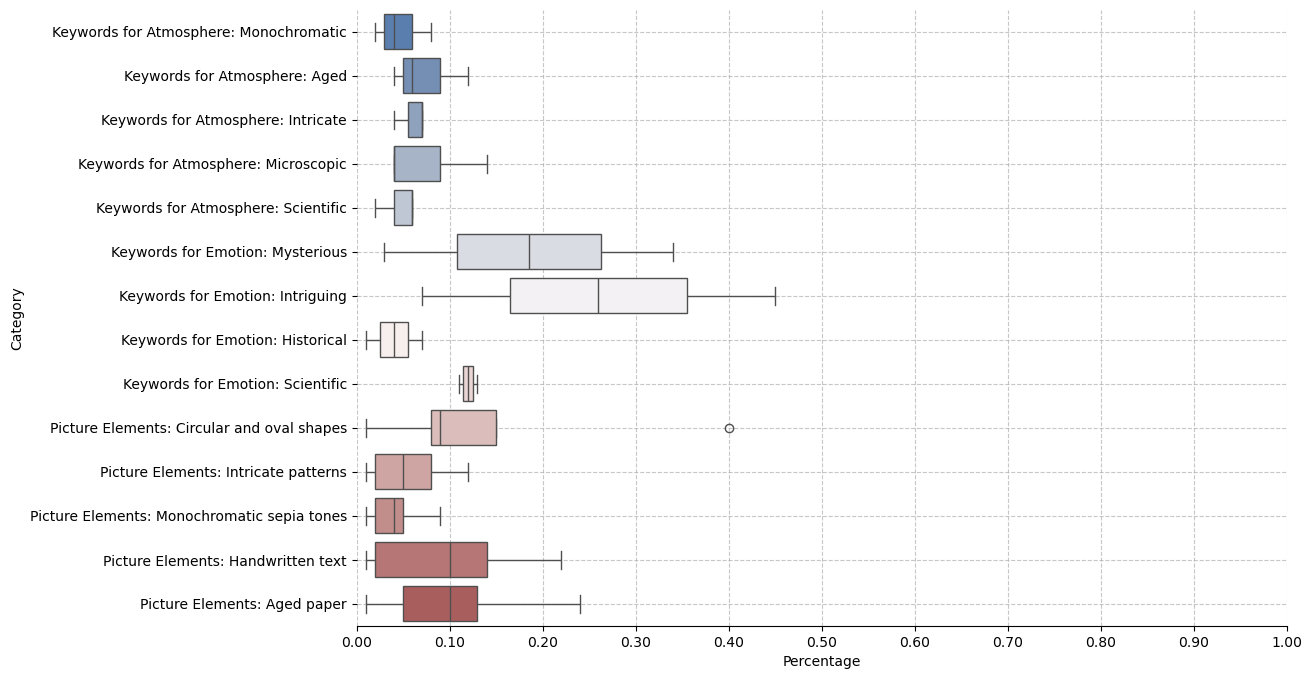 Keywords for Atmosphere: Monochromatic
Keywords for Atmosphere: Aged
Keywords for Atmosphere: Intricate
Keywords for Atmosphere: Microscopic
Keywords for Atmosphere: Scientific
Keywords for Emotion: Mysterious
Keywords for Emotion: Intriguing
Keywords for Emotion: Historical
Keywords for Emotion: Scientific
Picture Elements: Circular and oval shapes
Picture Elements: Intricate patterns
Picture Elements: Monochromatic sepia tones
Picture Elements: Handwritten text
Picture Elements: Aged paper
Category
0.00 0.10 0.20 0.30 0.40 0.50 0.60 0.70 0.80 0.90 1.00
Percentage